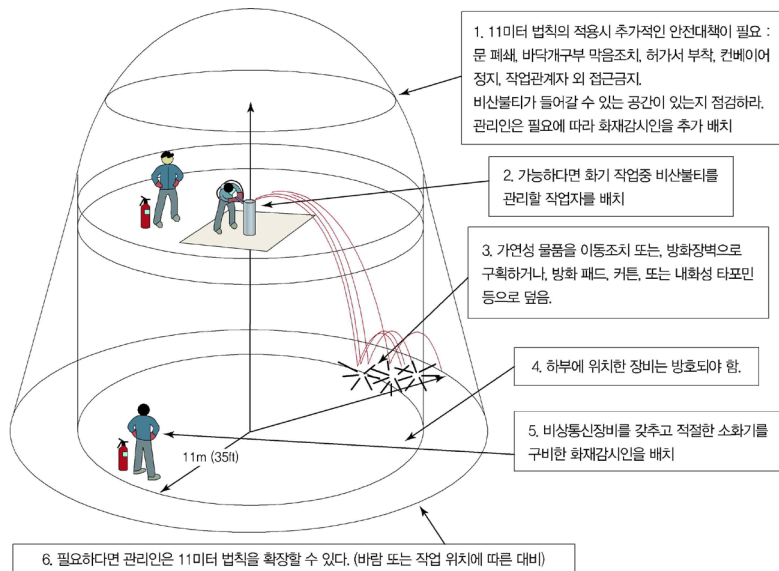 1. 11미터 법칙의 적용시 추가적인 안전대책이 필요 :
문 폐쇄, 바닥개구부 막음조치, 허가서 부착, 컨베이어
정지, 작업관계자 외 접근금지.
비산불티가 들어갈 수 있는 공간이 있는지 점검하라.
관리인은 필요에 따라 화재감시인을 추가 배치
2. 가능하다면 화기 작업중 비산불티를
관리할 작업자를 배치
3. 가연성 물품을 이동조치 또는, 방화장벽으로
구획하거나, 방화 패드, 커튼, 또는 내화성 타포민
등으로 덮음.
4. 하부에 위치한 장비는 방호되야 함.
5. 비상통신장비를 갖추고 적절한 소화기를
구비한 화재감시인을 배치
11m (35ft)
6. 필요하다면 관리인은 11미터 법칙을 확장할 수 있다. (바람 또는 작업 위치에 따른 대비)